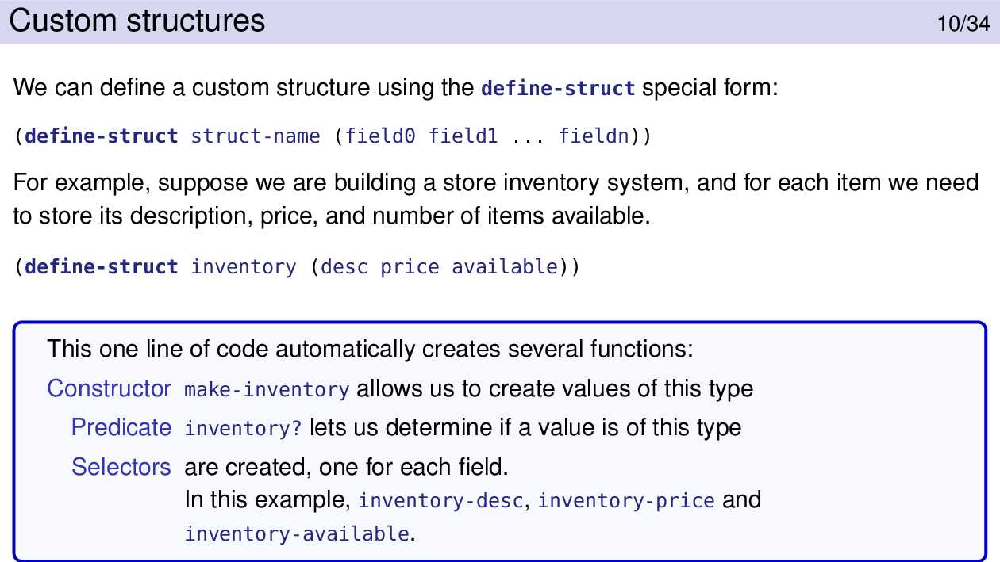 Custom structures 10/34
We can define a custom structure using the define-struct special form:
(define-struct struct-name (field0 field1 ... fieldn))
For example, suppose we are building a store inventory system, and for each item we need
to store its description, price, and number of items available.
(define-struct inventory (desc price available))
This one line of code automatically creates several functions:
Constructor make-inventory allows us to create values of this type
Predicate inventory? lets us determine if a value is of this type
Selectors are created, one for each field.
In this example, inventory-desc, inventory-price and
inventory-available.